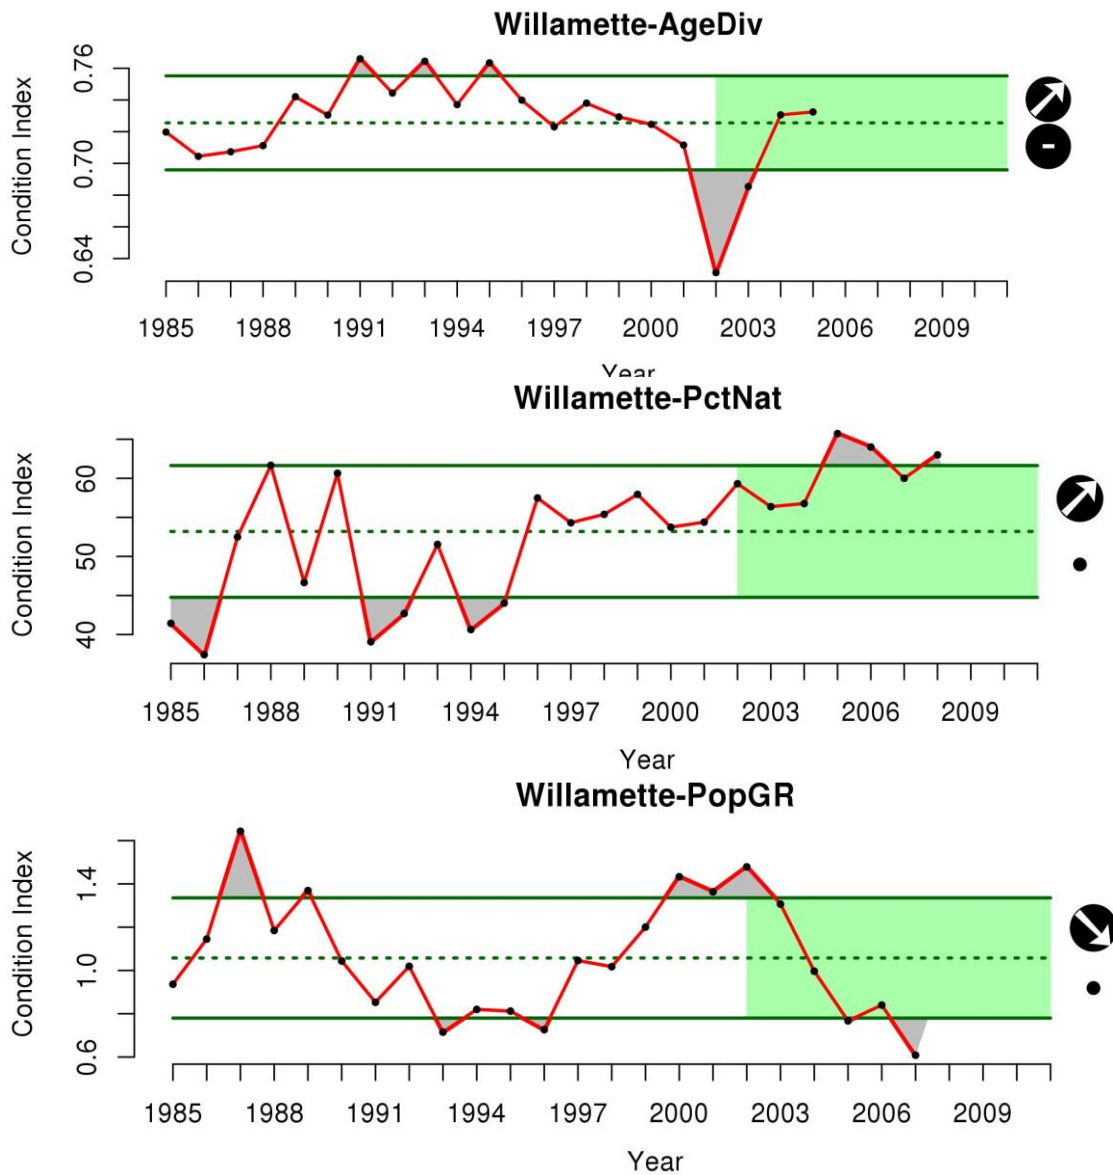 Willamette-AgeDiv
Condition Index
0.76
0.70
0.64
1985 1988 1991 1994 1997 2000 2003 2006 2009
Year
Willamette-PctNat
Condition Index
60
50
40
1985 1988 1991 1994 1997 2000 2003 2006 2009
Year
Willamette-PopGR
Condition Index
1.4
1.0
0.6
1985 1988 1991 1994 1997 2000 2003 2006 2009
Year